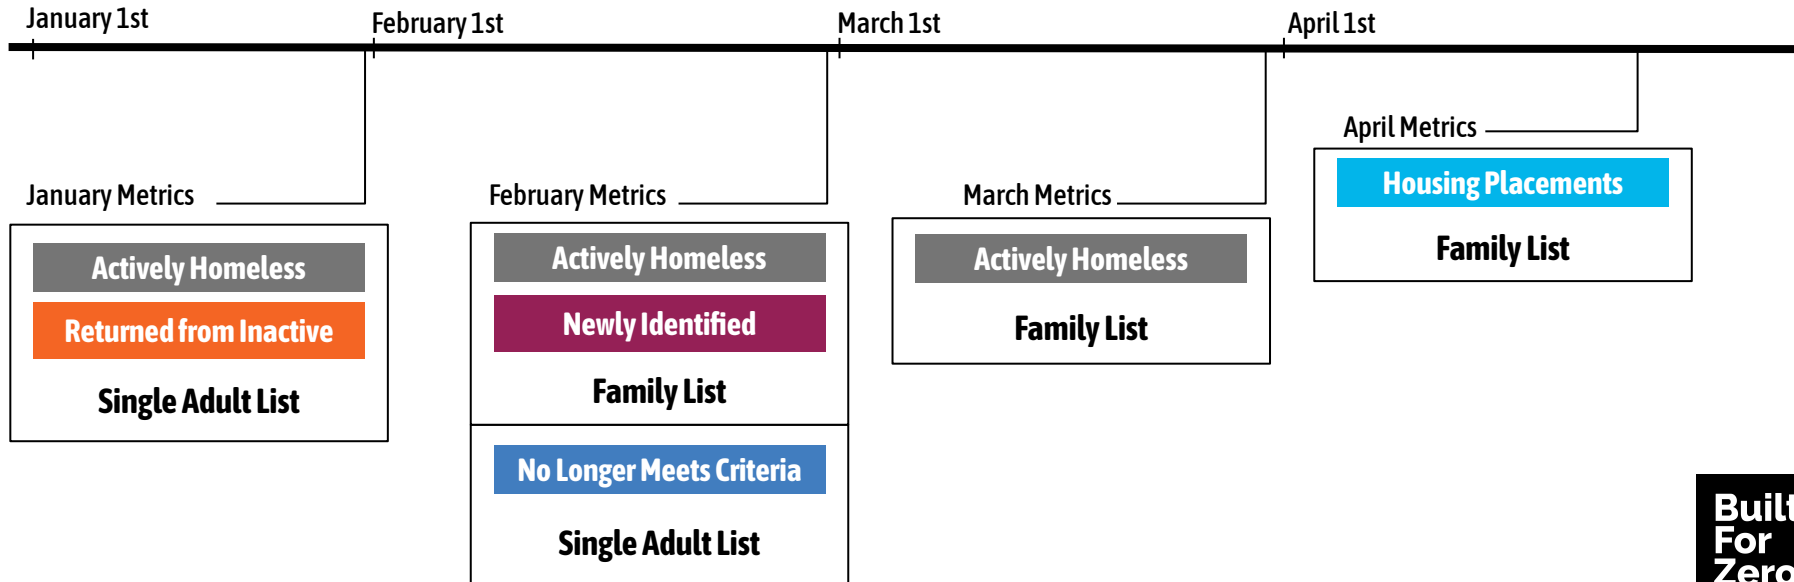 January 1st
February 1st
March 1st
April 1st
January Metrics
Actively Homeless
Returned from Inactive
Single Adult List
February Metrics
Actively Homeless
Newly Identified
Family List
No Longer Meets Criteria
Single Adult List
March Metrics
Actively Homeless
Family List
April Metrics
Housing Placements
Family List
Built
For
Zero